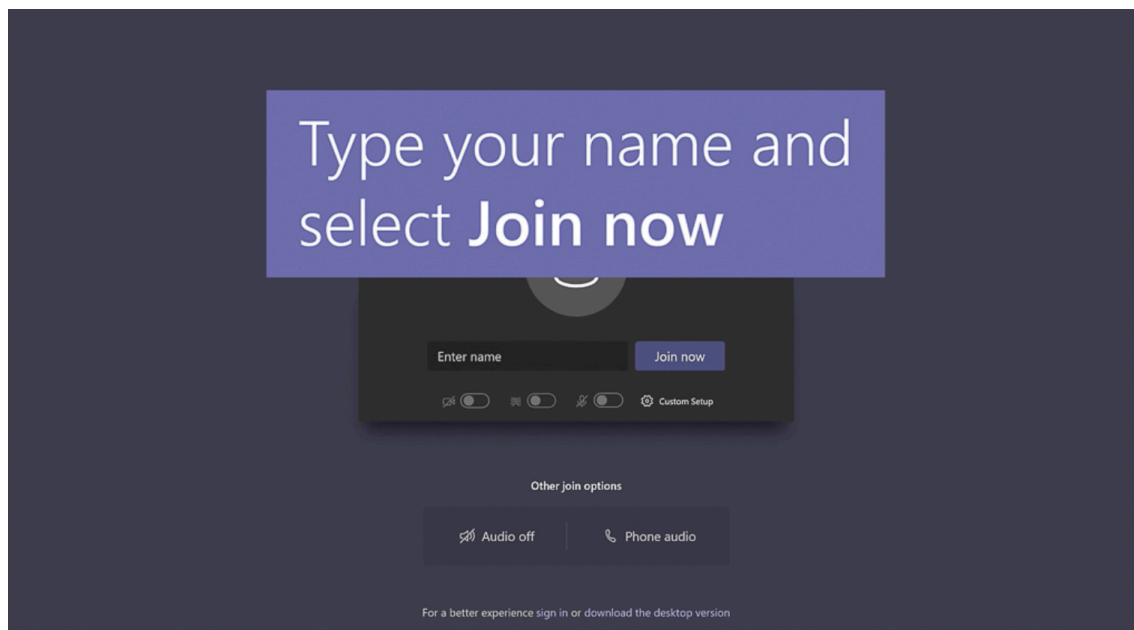 Type your name and
select Join now
Enter name
Join now
Custom Setup
Other join options
Audio off
Phone audio
For a better experience sign in or download the desktop version